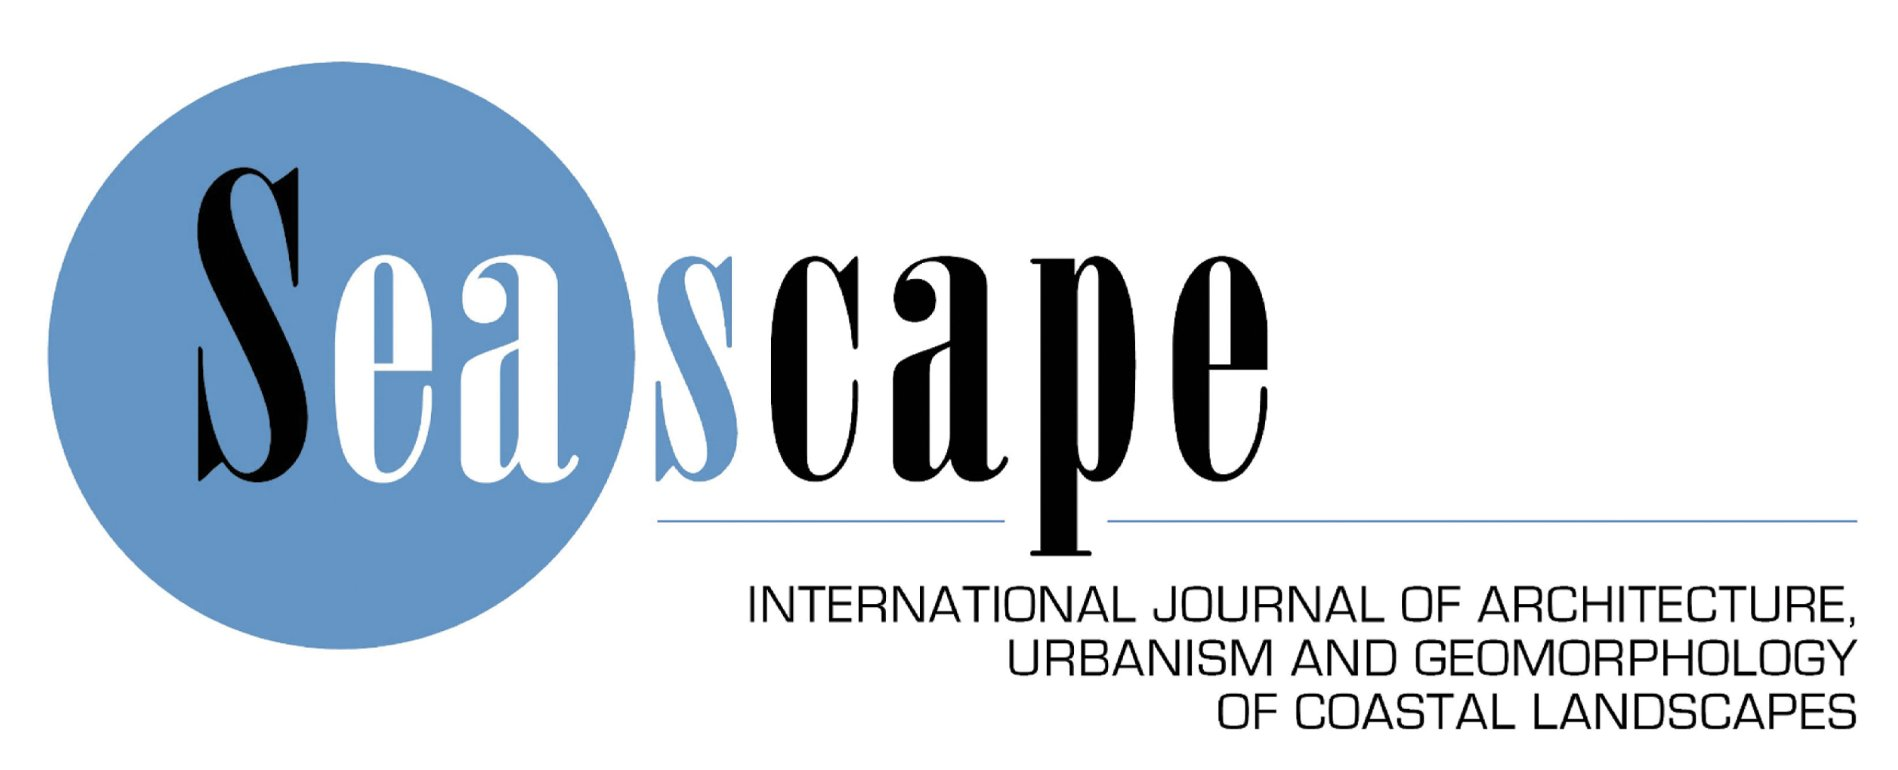 Seascape
INTERNATIONAL JOURNAL OF ARCHITECTURE,
URBANISM AND GEOMORPHOLOGY
OF COASTAL LANDSCAPES